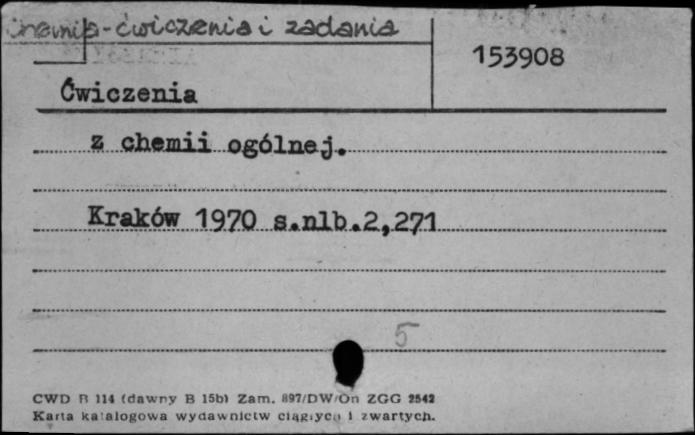 Chemia - ćwiczenia i zadania
153908
Ćwiczenia
z chemii ogólnej.
Kraków 1970 s.nlb.2,271
5
CWD B 114 (dawny B 15b) Zam. 897/DW/On ZGG 2542
Karta katalogowa wydawnictw ciągłych i zwartych.